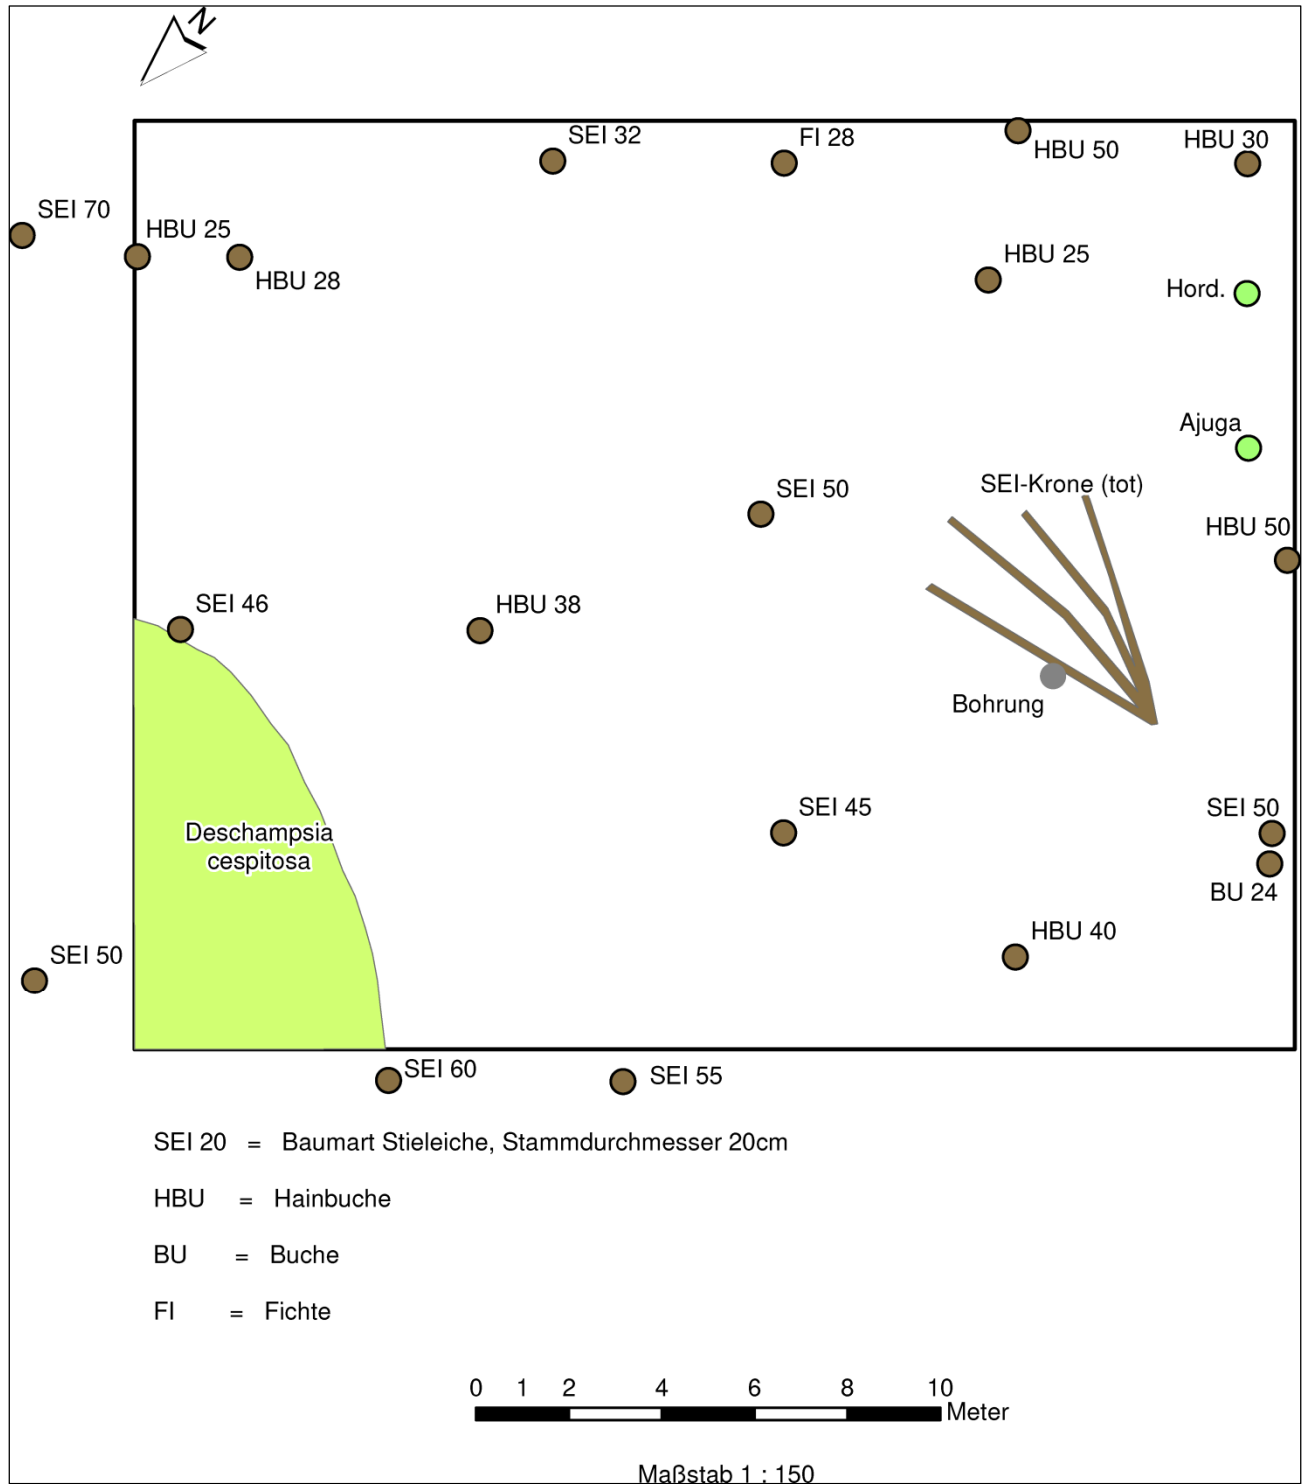 N
SEI 32
FI 28
HBU 50
HBU 30
SEI 70
HBU 25
HBU 28
HBU 25
Hord.
Ajuga
SEI-Krone (tot)
SEI 50
HBU 50
SEI 46
HBU 38
Bohrung
SEI 45
SEI 50
Deschampsia
cespitosa
BU 24
HBU 40
SEI 50
SEI 60
SEI 55
SEI 20 = Baumart Stieleiche, Stammdurchmesser 20cm
HBU = Hainbuche
BU = Buche
FI = Fichte
0 1 2 4 6 8 10
Meter
Maßstab 1 : 150